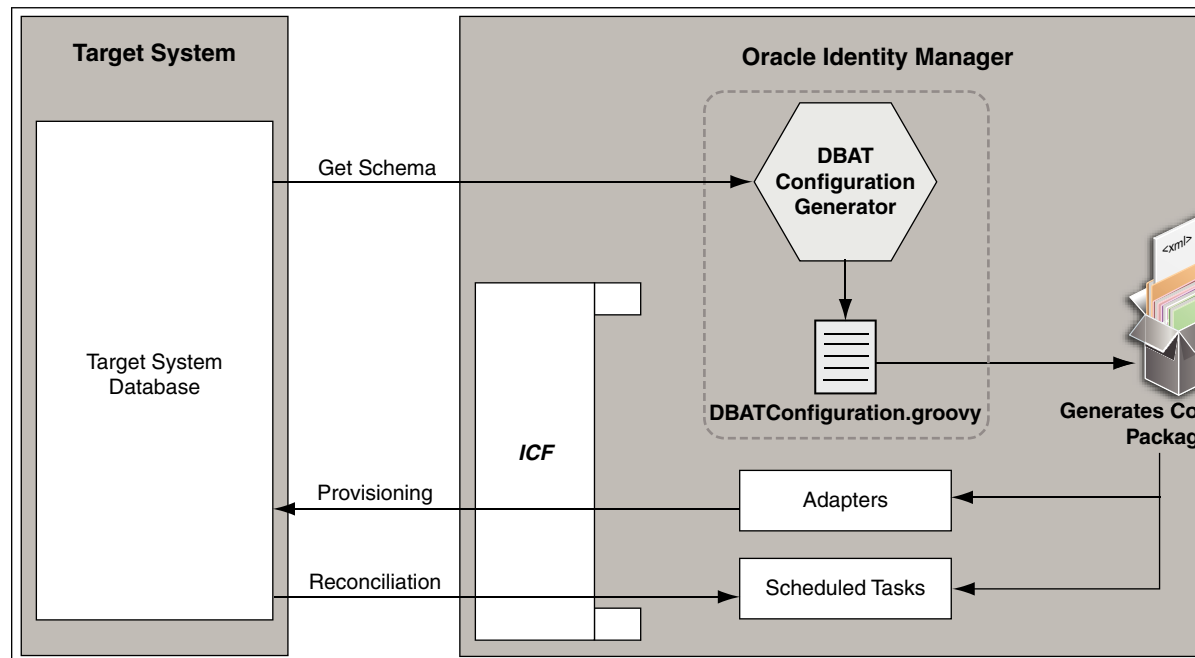 Target System
Oracle Identity Manager
DBAT
Configuration
Generator
Get Schema
<xml>
Target System
Database
DBATConfiguration.groovy
Generates
ICF
Provisioning
Adapters
Reconciliation
Scheduled Tasks